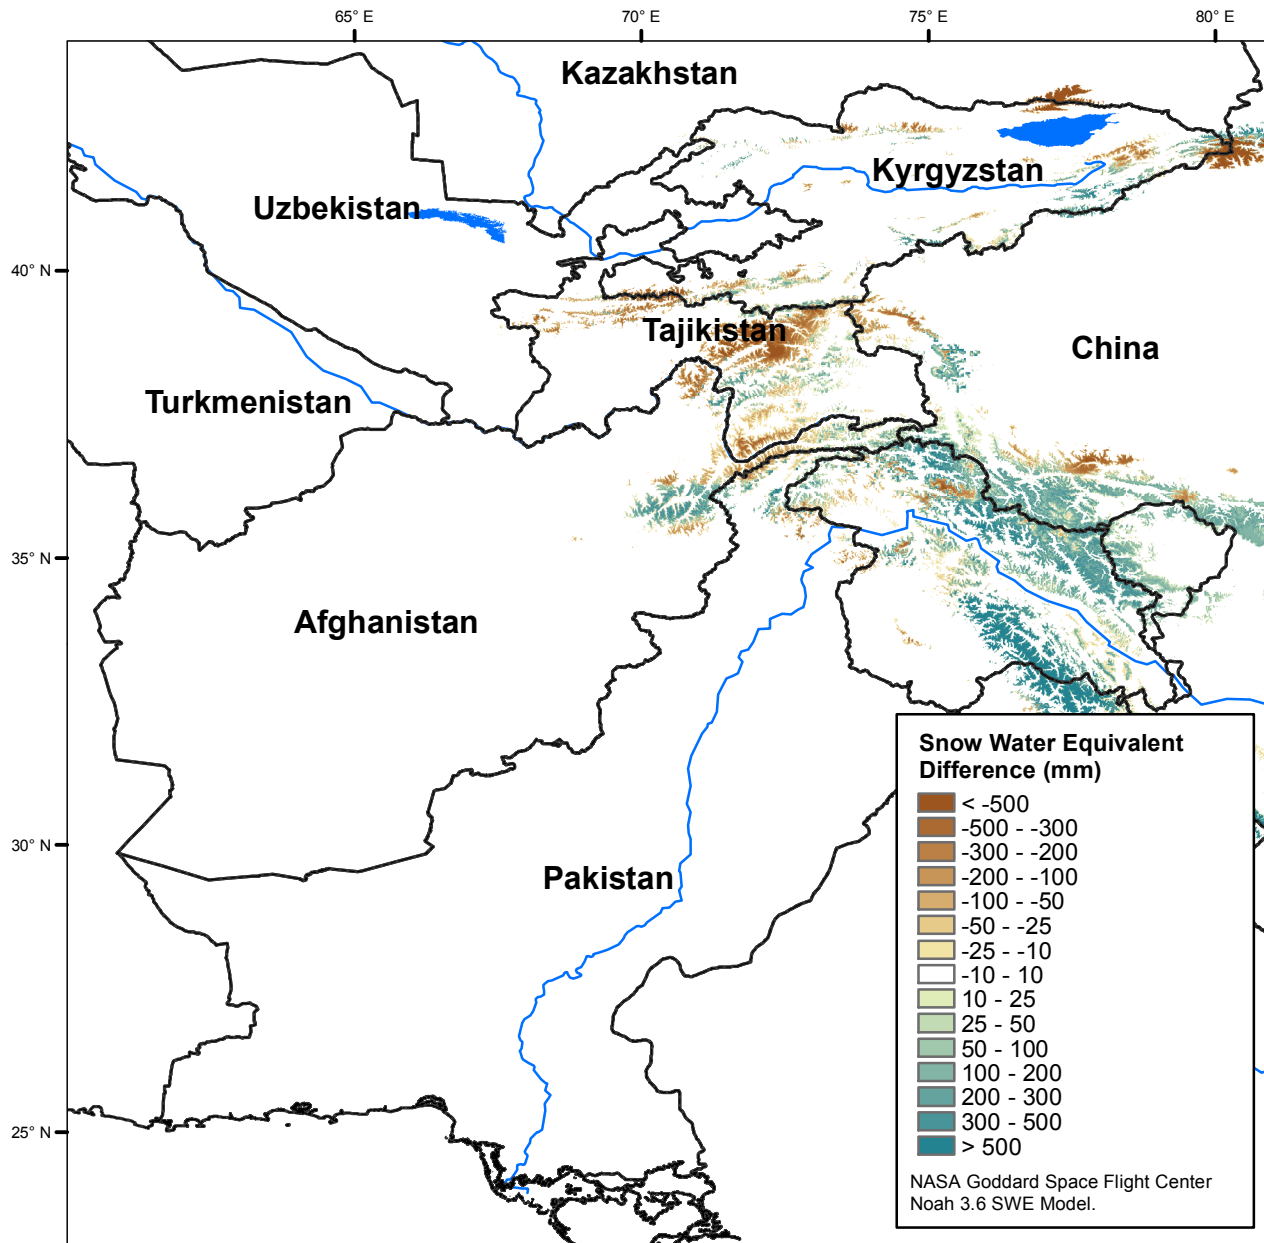 65° E
70° E
75° E
80° E
Kazakhstan
Kyrgyzstan
Uzbekistan
40° N
Tajikistan
China
Turkmenistan
35° N
Afghanistan
Snow Water Equivalent
Difference (mm)
< -500
-500 - -300
-300 - -200
-200 - -100
-100 - -50
-50 - -25
-25 - -10
-10 - 10
10 - 25
25 - 50
50 - 100
100 - 200
200 - 300
300 - 500
> 500
NASA Goddard Space Flight Center
Noah 3.6 SWE Model.
30° N
Pakistan
25° N